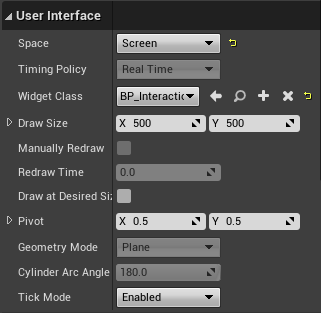 User Interface
Space Screen
Timing Policy Real Time
Widget Class BP_Interactio
Draw Size X 500 Y 500
Manually Redraw
Redraw Time 0.0
Draw at Desired Siz
Pivot X 0.5 Y 0.5
Geometry Mode Plane
Cylinder Arc Angle 180.0
Tick Mode Enabled